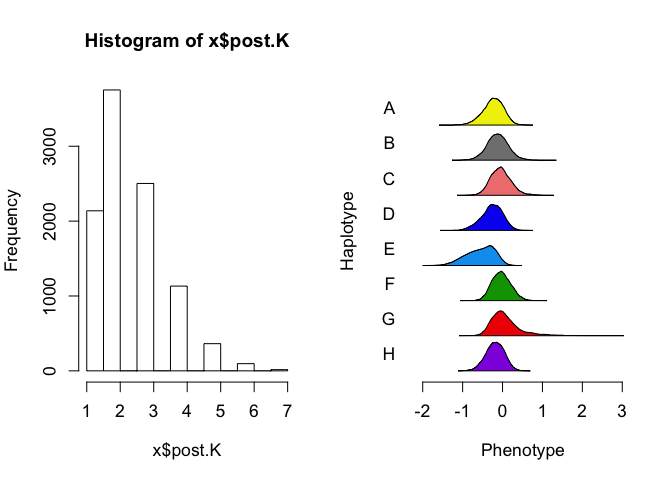 Histogram of x$post.K
Frequency
0
1000
2000
3000
1 2 3 4 5 6 7
x$post.K
Haplotype
A
B
C
D
E
F
G
H
-2 -1 0 1 2 3
Phenotype